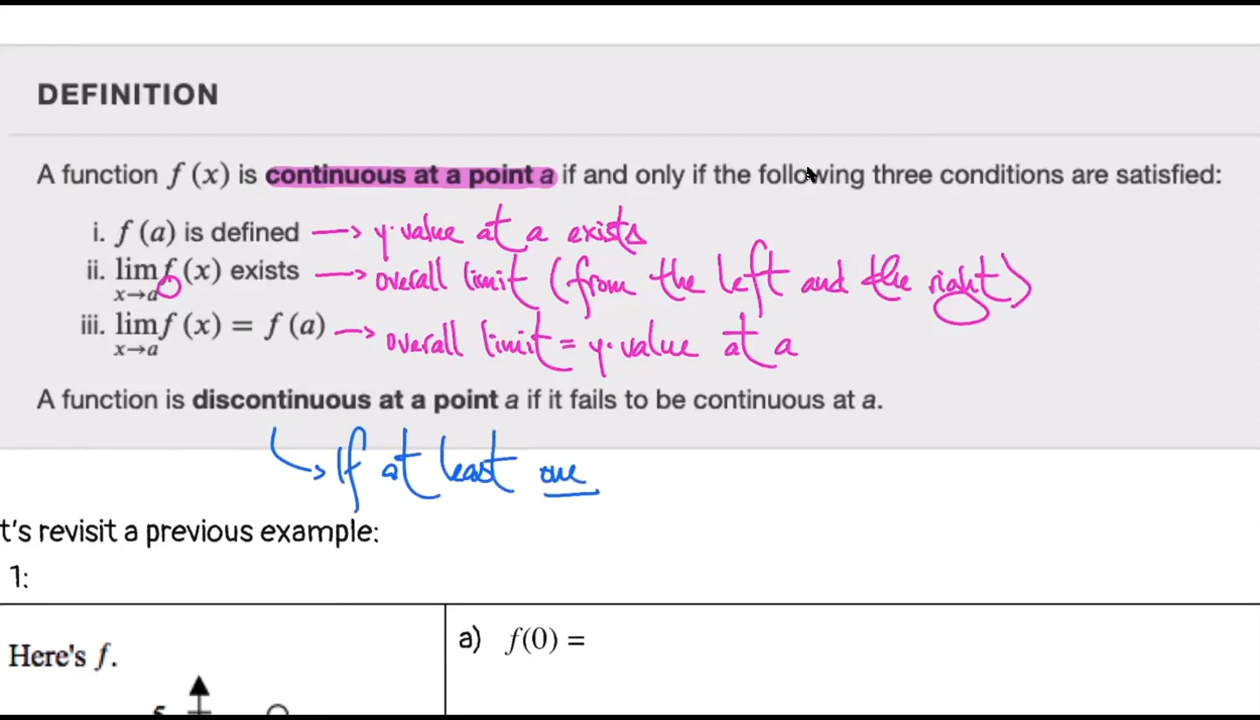 DEFINITION
A function f (x) is continuous at a point a if and only if the following three conditions are satisfied:
i. f (a) is defined → y-value at a exists
ii. lim x→a f (x) exists → overall limit (from the left and the right)
iii. lim x→a f (x) = f (a) → overall limit = y-value at a
A function is discontinuous at a point a if it fails to be continuous at a.
↳ If at least one
t's revisit a previous example:
1:
Here's f.
a) f(0) =
5